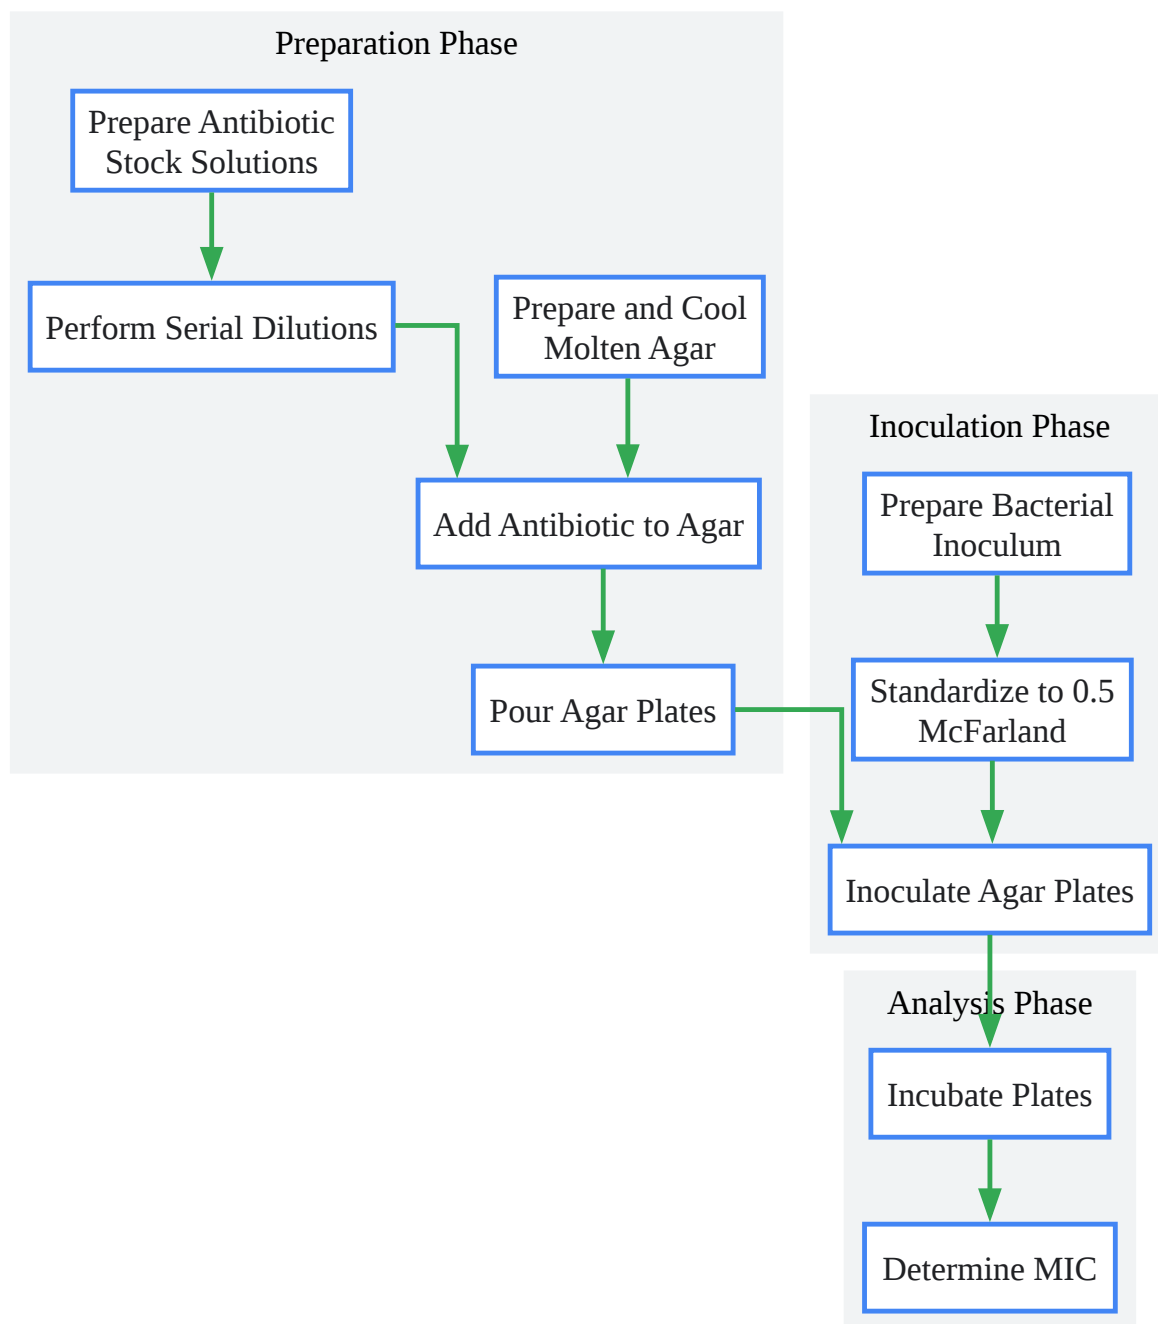 Preparation Phase
Prepare Antibiotic
Stock Solutions
Perform Serial Dilutions
Prepare and Cool
Molten Agar
Add Antibiotic to Agar
Pour Agar Plates
Inoculation Phase
Prepare Bacterial
Inoculum
Standardize to 0.5
McFarland
Inoculate Agar Plates
Analysis Phase
Incubate Plates
Determine MIC